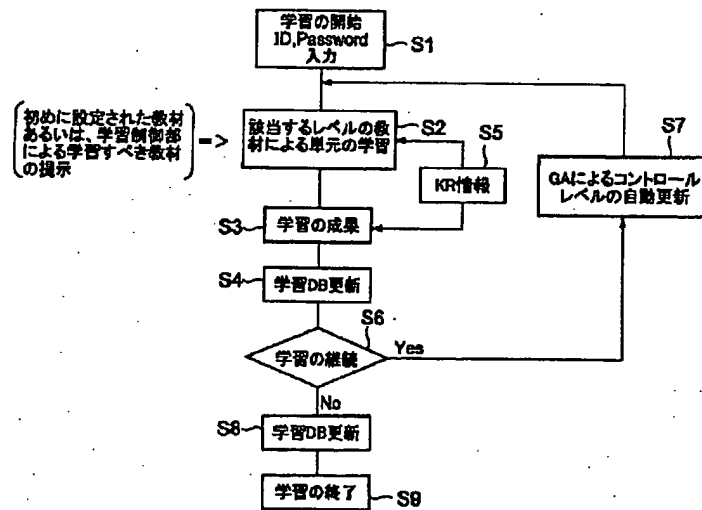 学習の開始
ID,Password
入力
S1
初めに設定された教材
あるいは、学習制御部
による学習すべき教材
の提示
=>
該当するレベルの教
材による単元の学習
S2
S5
KR情報
S7
GAによるコントロール
レベルの自動更新
S3
学習の成果
S4
学習DB更新
S6
学習の継続
Yes
No
S8
学習DB更新
学習の終了
S9